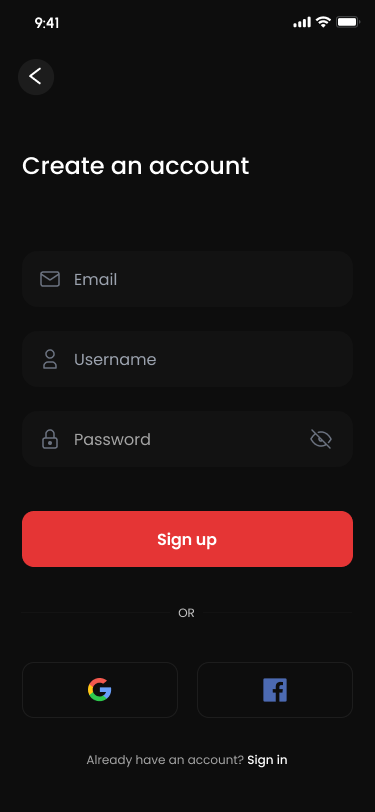 9:41
Create an account
Email
Username
Password
Sign up
OR
Already have an account? Sign in